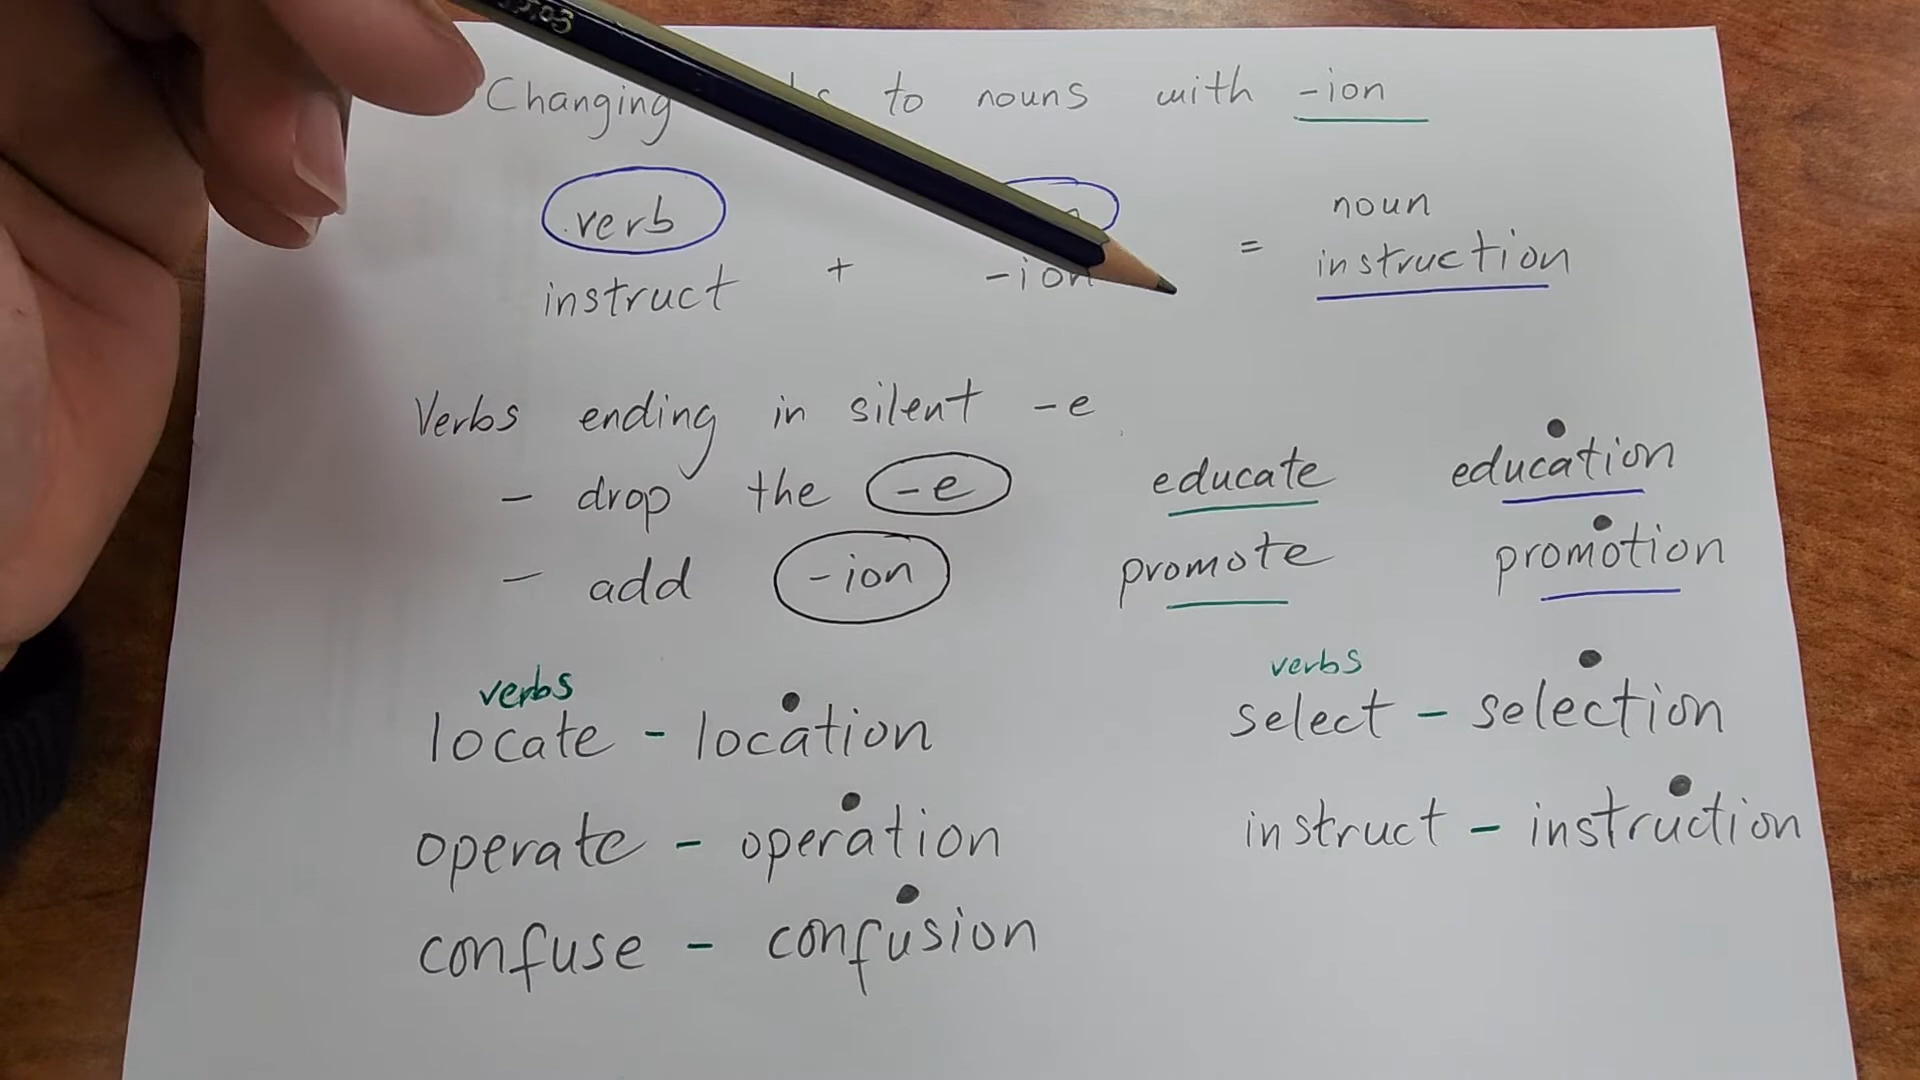 Changing to nouns with -ion
verb
noun
instruct + -ion = instruction
Verbs ending in silent -e
- drop the -e
educate education
- add -ion
promote promotion
verbs
locate - location
operate - operation
confuse - confusion
verbs
select - selection
instruct - instruction